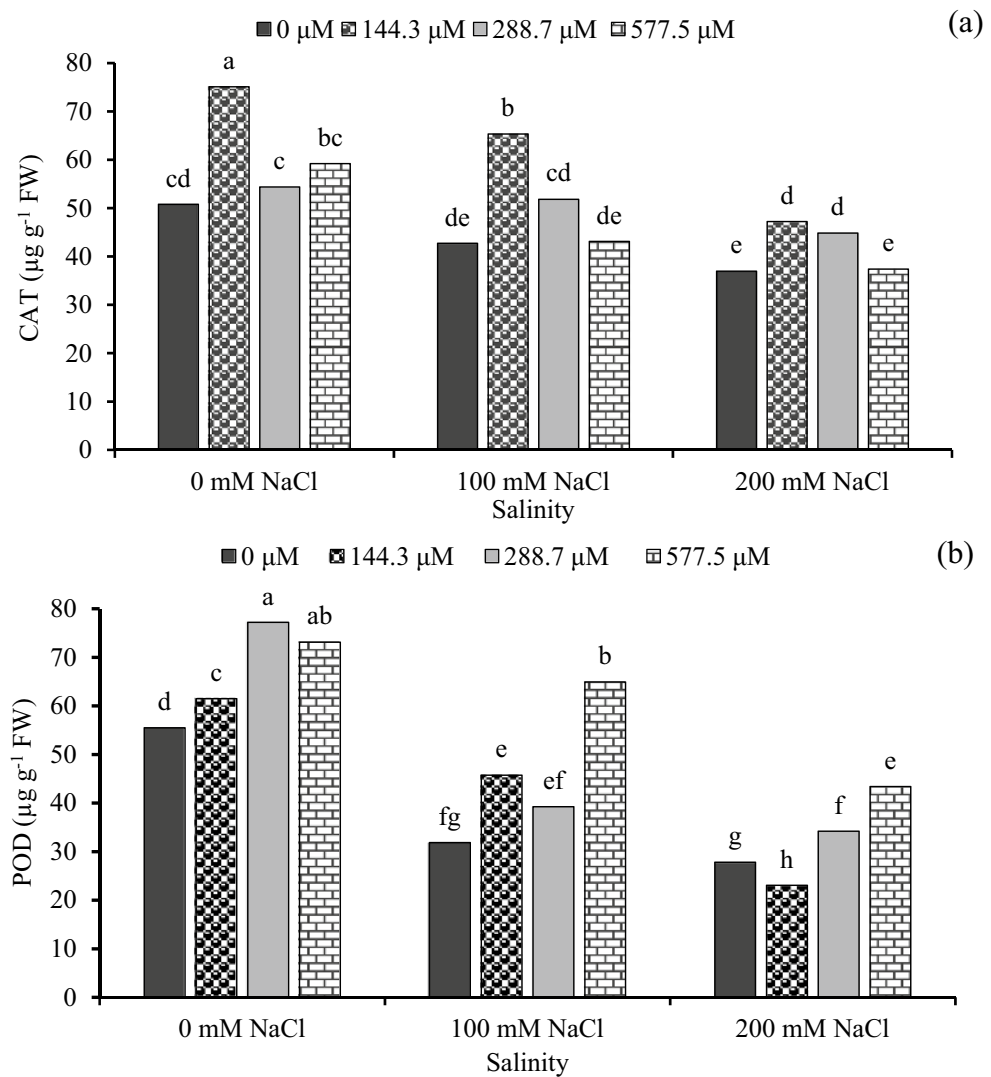 0 µM 144.3 µM 288.7 µM 577.5 µM
(a)
CAT (µg g-1 FW)
80
70
60
50
40
30
20
10
0
cd a c bc
de b cd de
e d d e
0 mM NaCl 100 mM NaCl 200 mM NaCl
Salinity
0 µM 144.3 µM 288.7 µM 577.5 µM
(b)
POD (µg g-1 FW)
80
70
60
50
40
30
20
10
0
d c a ab
fg e ef b
g h f e
0 mM NaCl 100 mM NaCl 200 mM NaCl
Salinity